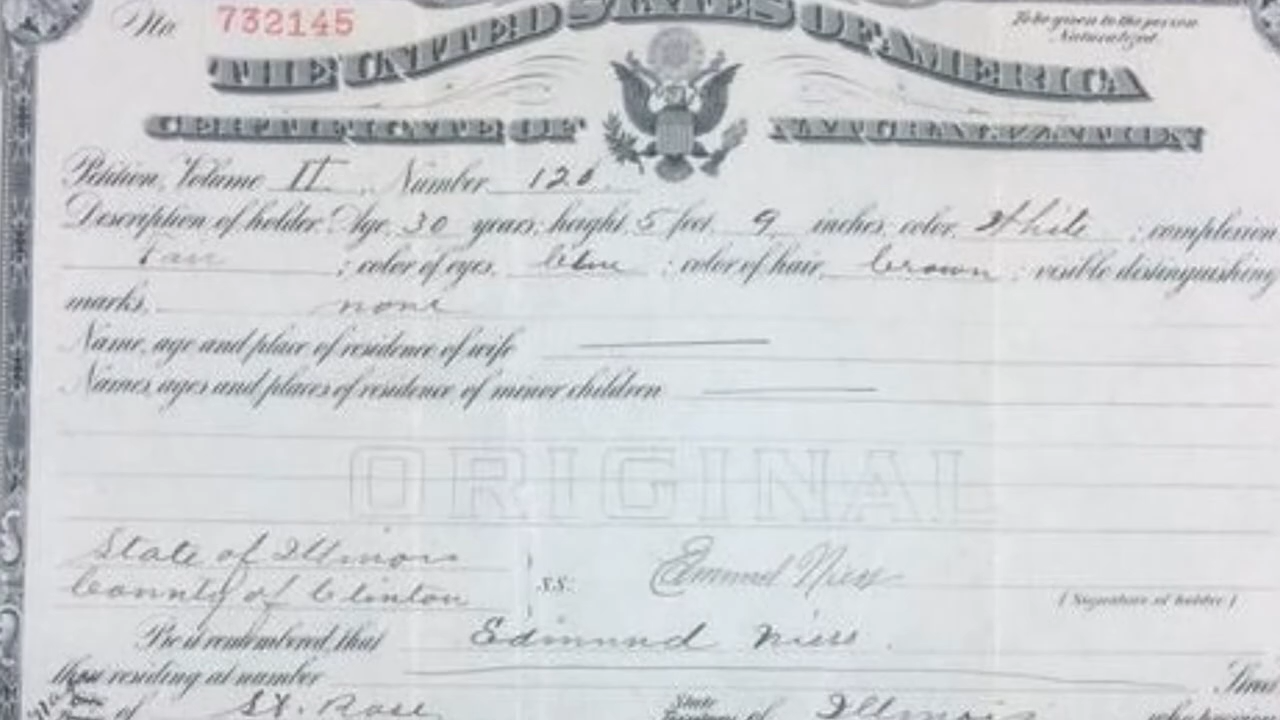 No. 732145
To be given to the person
Naturalized.
THE UNITED STATES OF AMERICA
CERTIFICATE OF NATURALIZATION
Petition, Volume II, Number 126
Description of holder: Age, 30 years; height, 5 feet, 9 inches; color, White; complexion
Fair; color of eyes, blue; color of hair, brown; visible distinguishing
marks, none
Name, age and place of residence of wife
Names, ages and places of residence of minor children
ORIGINAL
State of Illinois
County of Clinton
S.S.
(Signature of holder)
Be it remembered, that Edmund Niess.
then residing at number
of St. Rose State of Illinois